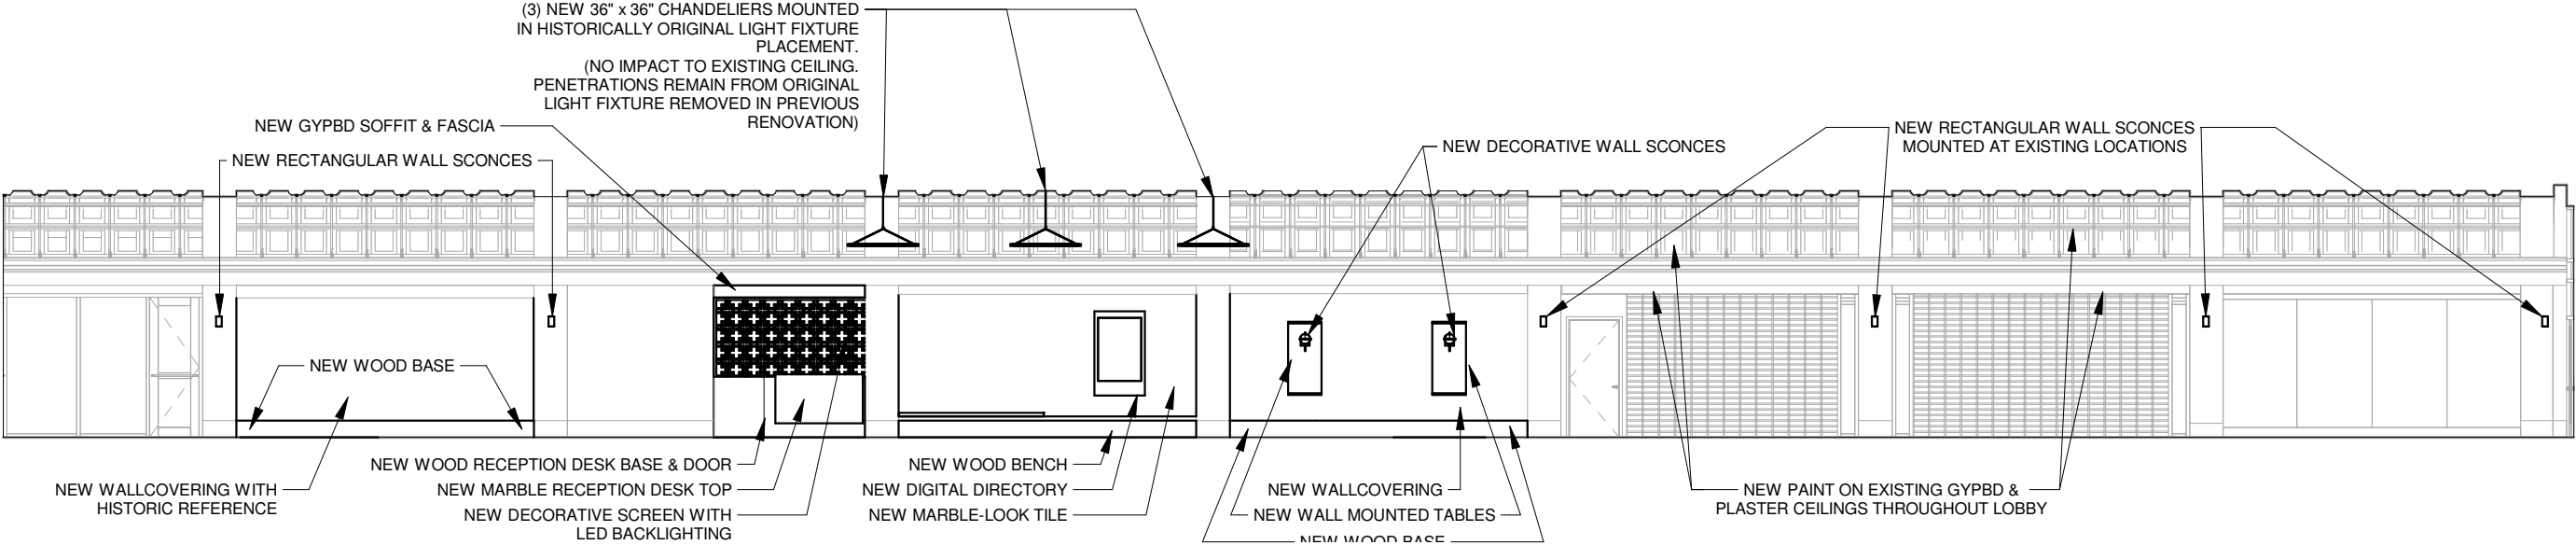 (3) NEW 36" x 36" CHANDELIERS MOUNTED
IN HISTORICALLY ORIGINAL LIGHT FIXTURE
PLACEMENT.
(NO IMPACT TO EXISTING CEILING.
PENETRATIONS REMAIN FROM ORIGINAL
LIGHT FIXTURE REMOVED IN PREVIOUS
RENOVATION)
NEW GYPBD SOFFIT & FASCIA
NEW RECTANGULAR WALL SCONCES
NEW DECORATIVE WALL SCONCES
NEW RECTANGULAR WALL SCONCES
MOUNTED AT EXISTING LOCATIONS
NEW WOOD BASE
NEW WALLCOVERING WITH
HISTORIC REFERENCE
NEW WOOD RECEPTION DESK BASE & DOOR
NEW MARBLE RECEPTION DESK TOP
NEW DECORATIVE SCREEN WITH
LED BACKLIGHTING
NEW WOOD BENCH
NEW DIGITAL DIRECTORY
NEW MARBLE-LOOK TILE
NEW WALLCOVERING
NEW WALL MOUNTED TABLES
NEW WOOD BASE
NEW PAINT ON EXISTING GYPBD &
PLASTER CEILINGS THROUGHOUT LOBBY